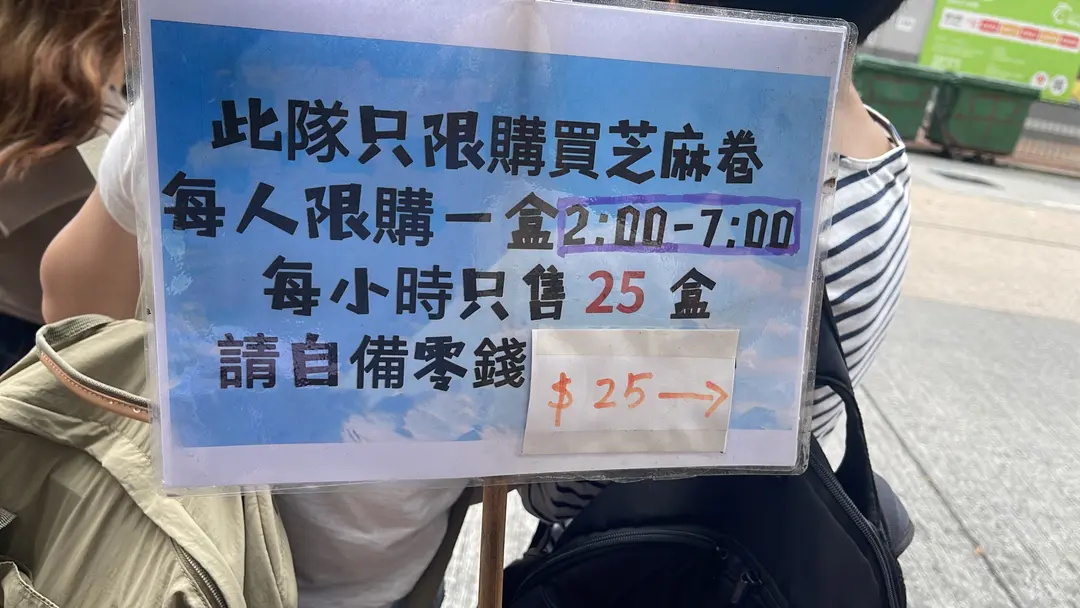 此隊只限購買芝麻卷
每人限購一盒2:00-7:00
每小時只售 25 盒
請自備零錢
$25→